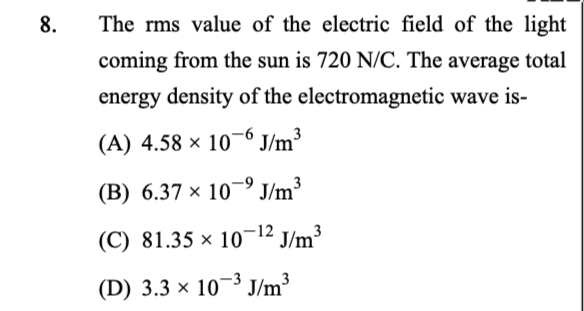 8. The rms value of the electric field of the light
coming from the sun is 720 N/C. The average total
energy density of the electromagnetic wave is-
(A) 4.58 × 10⁻⁶ J/m³
(B) 6.37 × 10⁻⁹ J/m³
(C) 81.35 × 10⁻¹² J/m³
(D) 3.3 × 10⁻³ J/m³